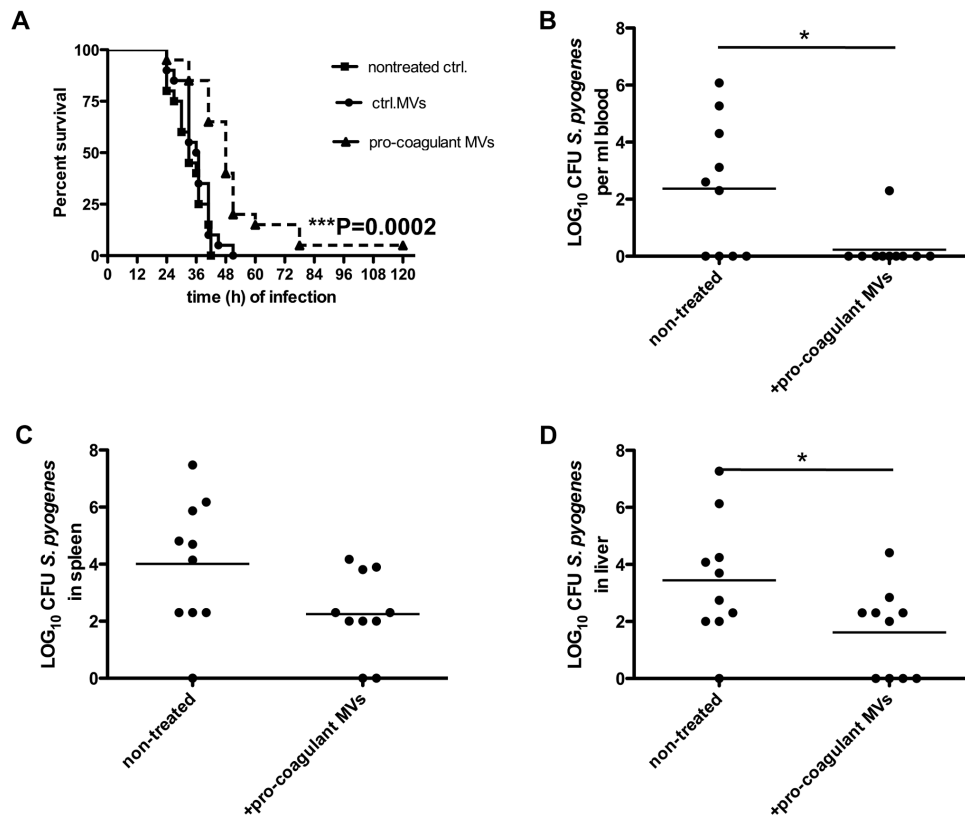 A
Percent survival
100
75
50
25
0
0 12 24 36 48 60 72 84 96 108 120
time (h) of infection
nontreated ctrl.
ctrl.MVs
pro-coagulant MVs
***P=0.0002
B
LOG10 CFU S. pyogenes
per ml blood
8
6
4
2
0
*
non-treated
+pro-coagulant MVs
C
LOG10 CFU S. pyogenes
in spleen
8
6
4
2
0
non-treated
+pro-coagulant MVs
D
LOG10 CFU S. pyogenes
in liver
8
6
4
2
0
*
non-treated
+pro-coagulant MVs